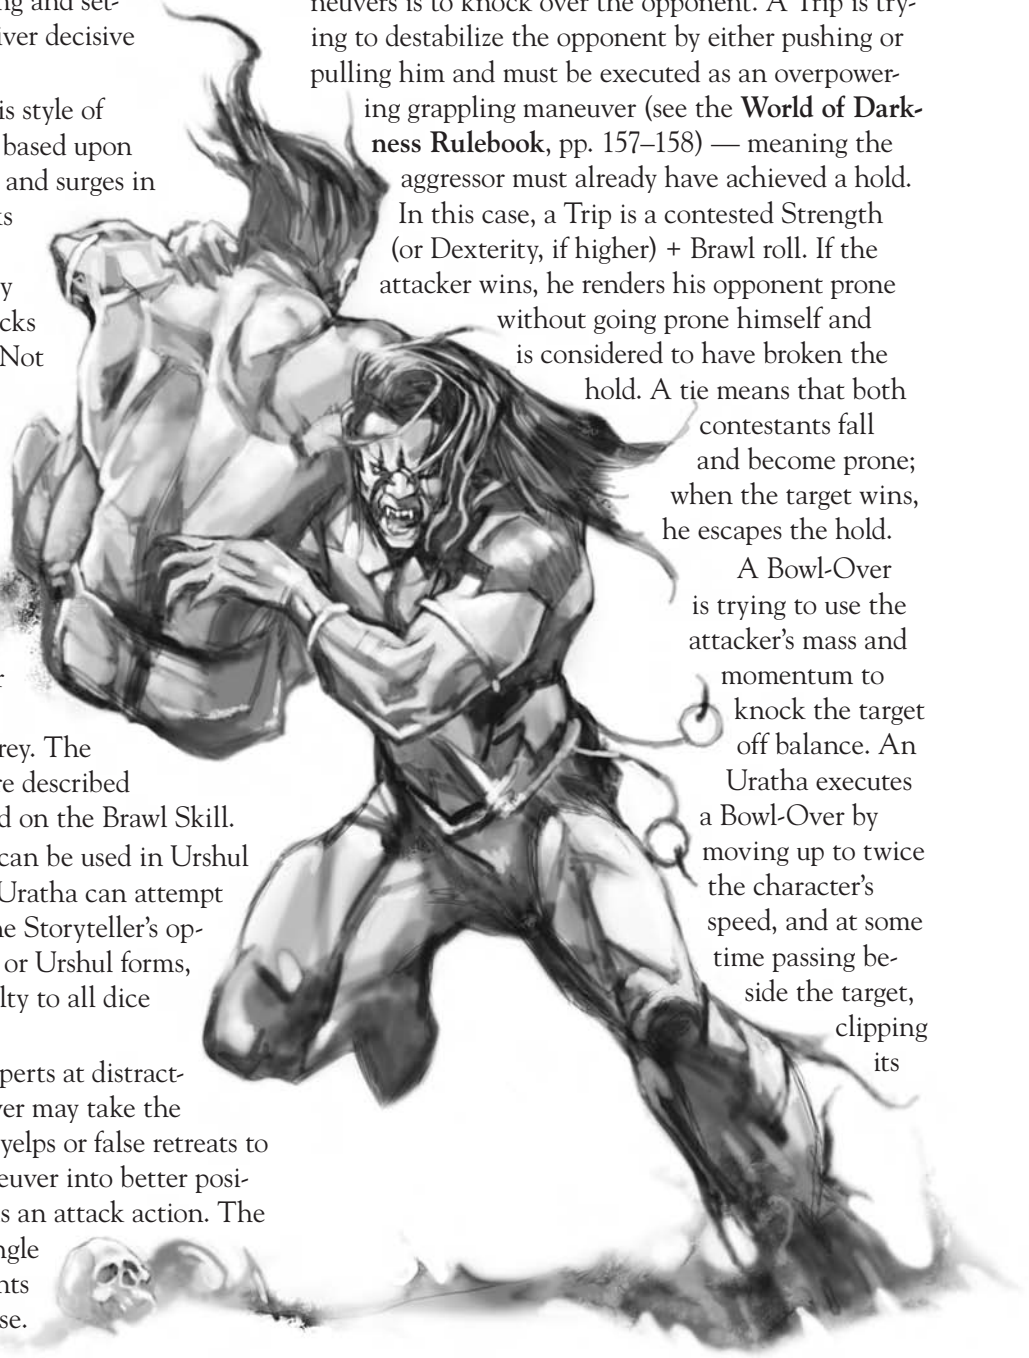 ng and set-
iver decisive
is style of
based upon
and surges in
ks
y
cks
Not
r
rey. The
re described
d on the Brawl Skill.
can be used in Urshul
Uratha can attempt
e Storyteller’s op-
or Urshul forms,
lty to all dice
perts at distract-
ver may take the
yelps or false retreats to
euver into better posi-
s an attack action. The
ngle
nts
se.
neuvers is to knock over the opponent. A Trip is try-
ing to destabilize the opponent by either pushing or
pulling him and must be executed as an overpower-
ing grappling maneuver (see the World of Dark-
ness Rulebook, pp. 157–158) — meaning the
aggressor must already have achieved a hold.
In this case, a Trip is a contested Strength
(or Dexterity, if higher) + Brawl roll. If the
attacker wins, he renders his opponent prone
without going prone himself and
is considered to have broken the
hold. A tie means that both
contestants fall
and become prone;
when the target wins,
he escapes the hold.
A Bowl-Over
is trying to use the
attacker’s mass and
momentum to
knock the target
off balance. An
Uratha executes
a Bowl-Over by
moving up to twice
the character’s
speed, and at some
time passing be-
side the target,
clipping
its